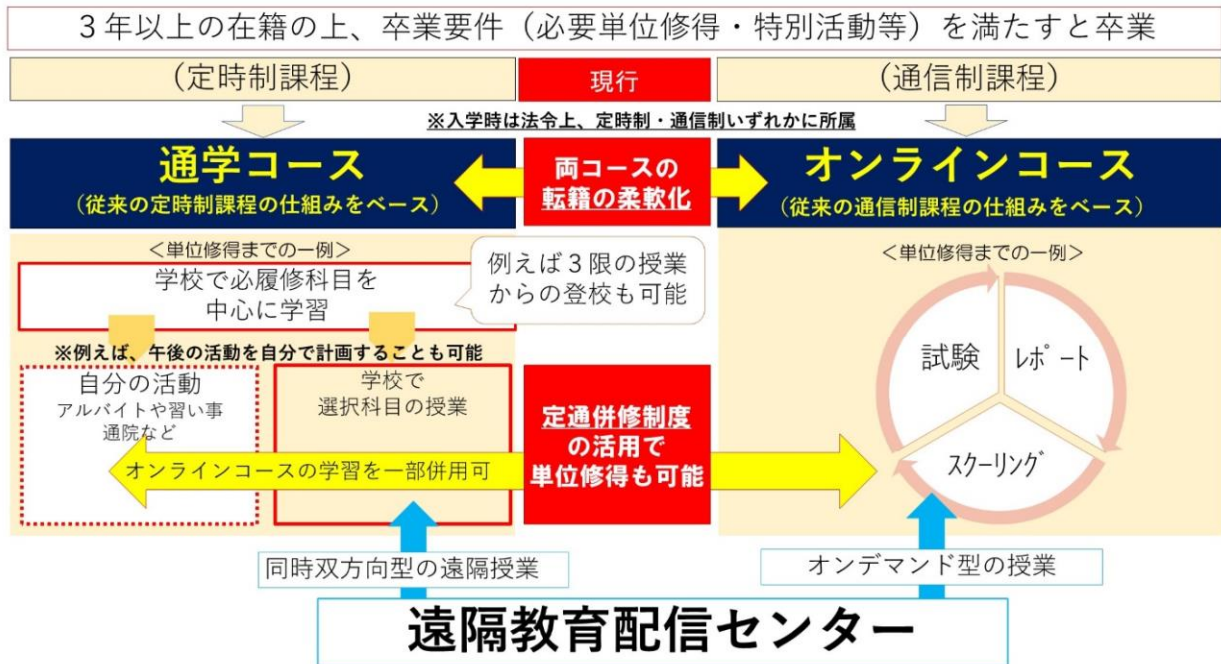 ３年以上の在籍の上、卒業要件（必要単位修得・特別活動等）を満たすと卒業
（定時制課程）
現行
（通信制課程）
※入学時は法令上、定時制・通信制いずれかに所属
通学コース
（従来の定時制課程の仕組みをベース）
両コースの
転籍の柔軟化
オンラインコース
（従来の通信制課程の仕組みをベース）
＜単位修得までの一例＞
学校で必履修科目を
中心に学習
例えば３限の授業
からの登校も可能
※例えば、午後の活動を自分で計画することも可能
自分の活動
アルバイトや習い事
通院など
学校で
選択科目の授業
オンラインコースの学習を一部併用可
定通併修制度
の活用で
単位修得も可能
＜単位修得までの一例＞
試験
ﾚﾎﾟｰﾄ
ｽｸｰﾘﾝｸﾞ
同時双方向型の遠隔授業
オンデマンド型の授業
遠隔教育配信センター